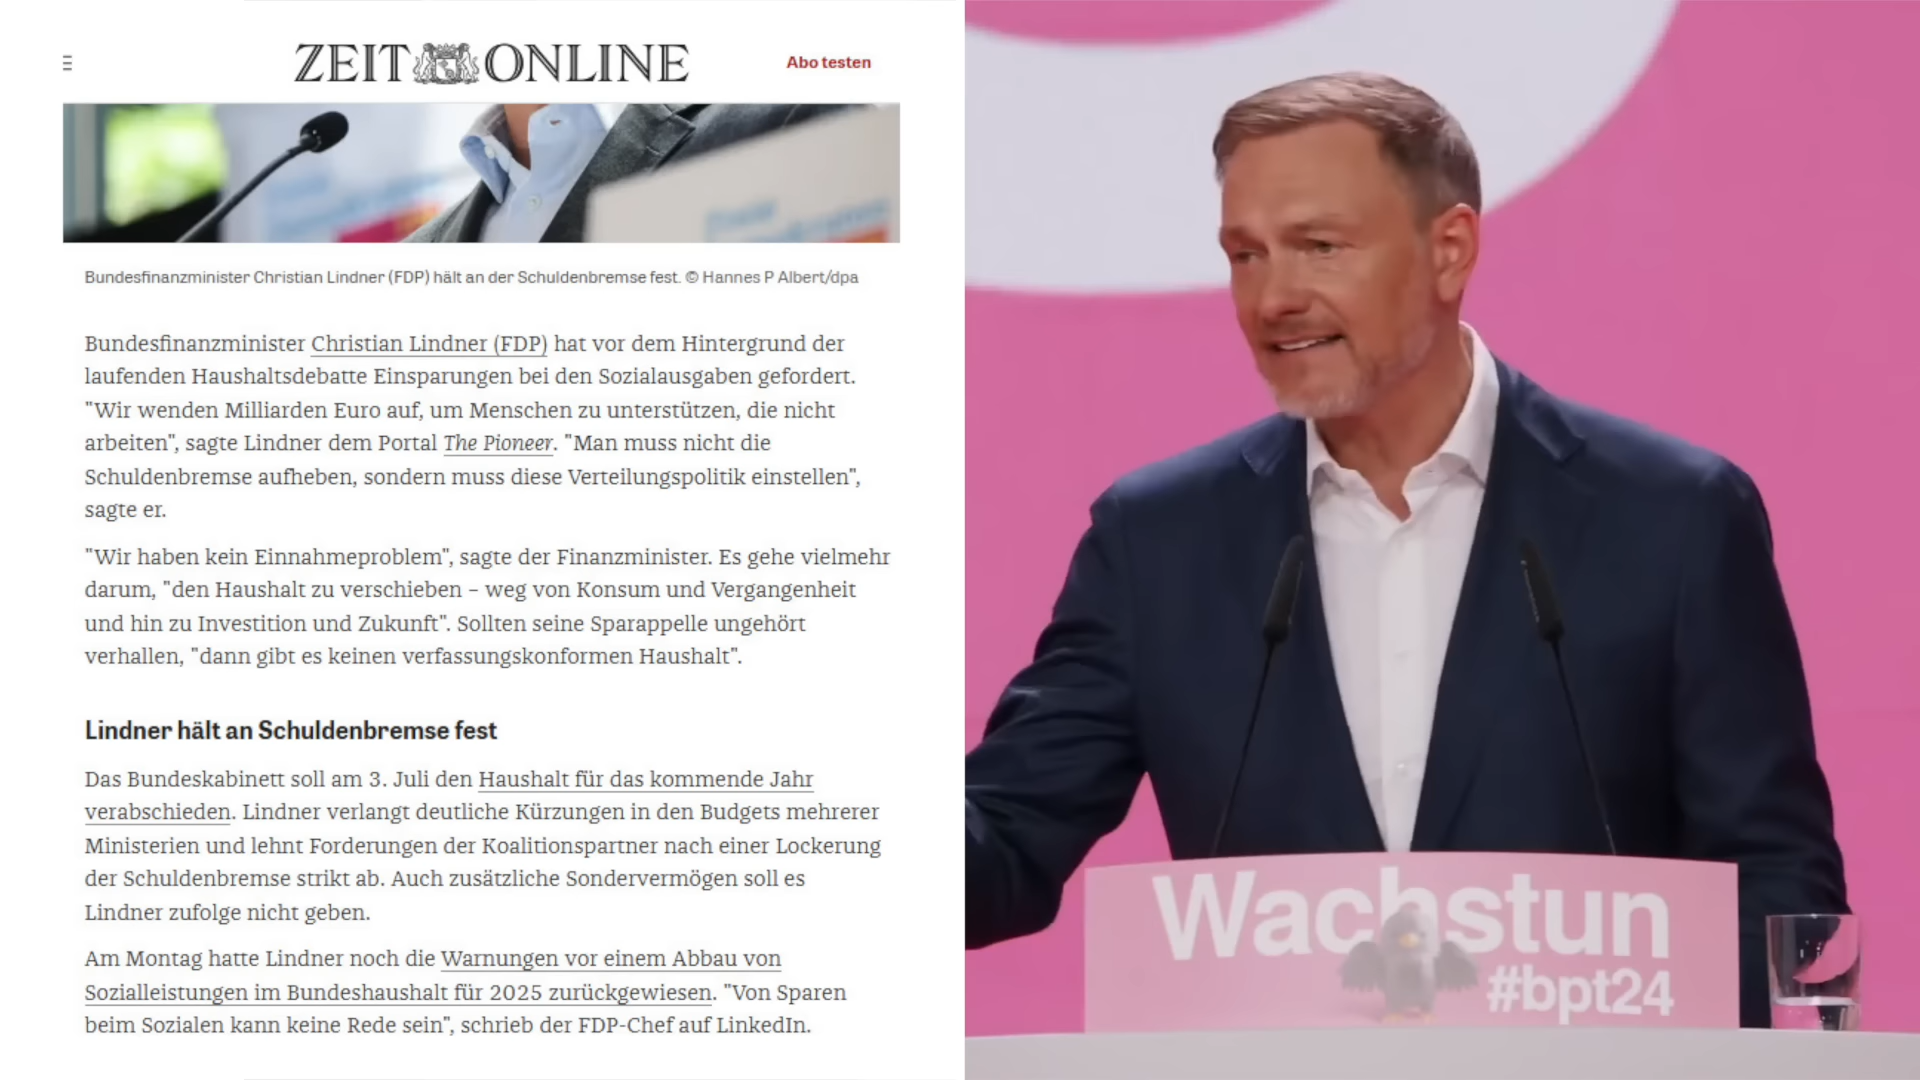 ZEIT ONLINE
Abo testen
Bundesfinanzminister Christian Lindner (FDP) hält an der Schuldenbremse fest. © Hannes P Albert/dpa
Bundesfinanzminister Christian Lindner (FDP) hat vor dem Hintergrund der
laufenden Haushaltsdebatte Einsparungen bei den Sozialausgaben gefordert.
"Wir wenden Milliarden Euro auf, um Menschen zu unterstützen, die nicht
arbeiten", sagte Lindner dem Portal The Pioneer. "Man muss nicht die
Schuldenbremse aufheben, sondern muss diese Verteilungspolitik einstellen",
sagte er.
"Wir haben kein Einnahmeproblem", sagte der Finanzminister. Es gehe vielmehr
darum, "den Haushalt zu verschieben – weg von Konsum und Vergangenheit
und hin zu Investition und Zukunft". Sollten seine Sparappelle ungehört
verhallen, "dann gibt es keinen verfassungskonformen Haushalt".
Lindner hält an Schuldenbremse fest
Das Bundeskabinett soll am 3. Juli den Haushalt für das kommende Jahr
verabschieden. Lindner verlangt deutliche Kürzungen in den Budgets mehrerer
Ministerien und lehnt Forderungen der Koalitionspartner nach einer Lockerung
der Schuldenbremse strikt ab. Auch zusätzliche Sondervermögen soll es
Lindner zufolge nicht geben.
Am Montag hatte Lindner noch die Warnungen vor einem Abbau von
Sozialleistungen im Bundeshaushalt für 2025 zurückgewiesen. "Von Sparen
beim Sozialen kann keine Rede sein", schrieb der FDP-Chef auf LinkedIn.
Wachstun
#bpt24